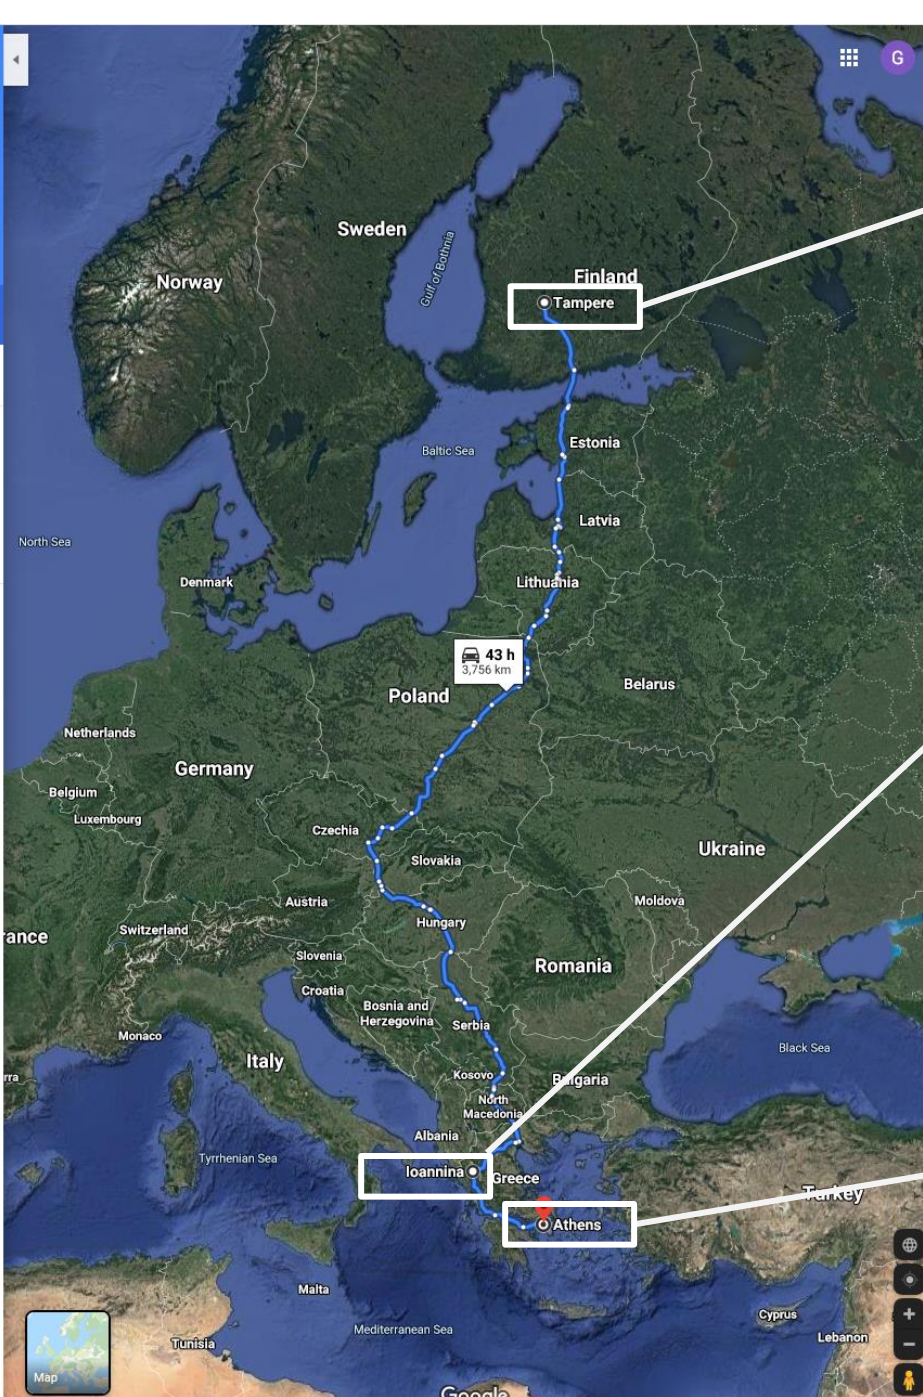 G
Sweden
Gulf of Bothnia
Norway
Finland
Tampere
Estonia
Baltic Sea
Latvia
North Sea
Denmark
Lithuania
43 h
3,756 km
Belarus
Poland
Netherlands
Germany
Belgium
Luxembourg
Czechia
Ukraine
Slovakia
Austria
Moldova
Hungary
rance
Switzerland
Slovenia
Romania
Croatia
Bosnia and
Herzegovina
Serbia
Monaco
Black Sea
Italy
rra
Kosovo
Bulgaria
North
Macedonia
Albania
Tyrrhenian Sea
Ioannina
Greece
Turkey
Athens
Malta
Cyprus
Mediterranean Sea
Lebanon
Tunisia
Map
Google